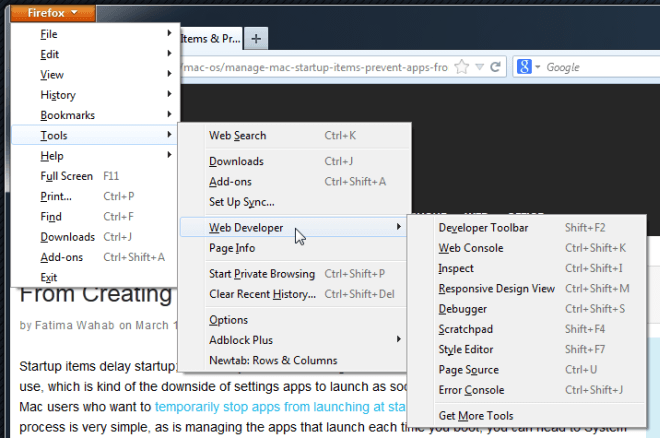 Firefox
Items & Pr...
/mac-os/manage-mac-startup-items-prevent-apps-fro
Google
File
Edit
View
History
Bookmarks
Tools
Help
Full Screen F11
Print... Ctrl+P
Find Ctrl+F
Downloads Ctrl+J
Add-ons Ctrl+Shift+A
Exit
Web Search Ctrl+K
Downloads Ctrl+J
Add-ons Ctrl+Shift+A
Set Up Sync...
Web Developer
Page Info
Start Private Browsing Ctrl+Shift+P
Clear Recent History... Ctrl+Shift+Del
Options
Adblock Plus
Newtab: Rows & Columns
Developer Toolbar Shift+F2
Web Console Ctrl+Shift+K
Inspect Ctrl+Shift+I
Responsive Design View Ctrl+Shift+M
Debugger Ctrl+Shift+S
Scratchpad Shift+F4
Style Editor Shift+F7
Page Source Ctrl+U
Error Console Ctrl+Shift+J
Get More Tools
From Creating
by Fatima Wahab on March 1
Startup items delay startup;
use, which is kind of the downside of settings apps to launch as soo
Mac users who want to temporarily stop apps from launching at sta
process is very simple, as is managing the apps that launch each time you boot, you can head to System